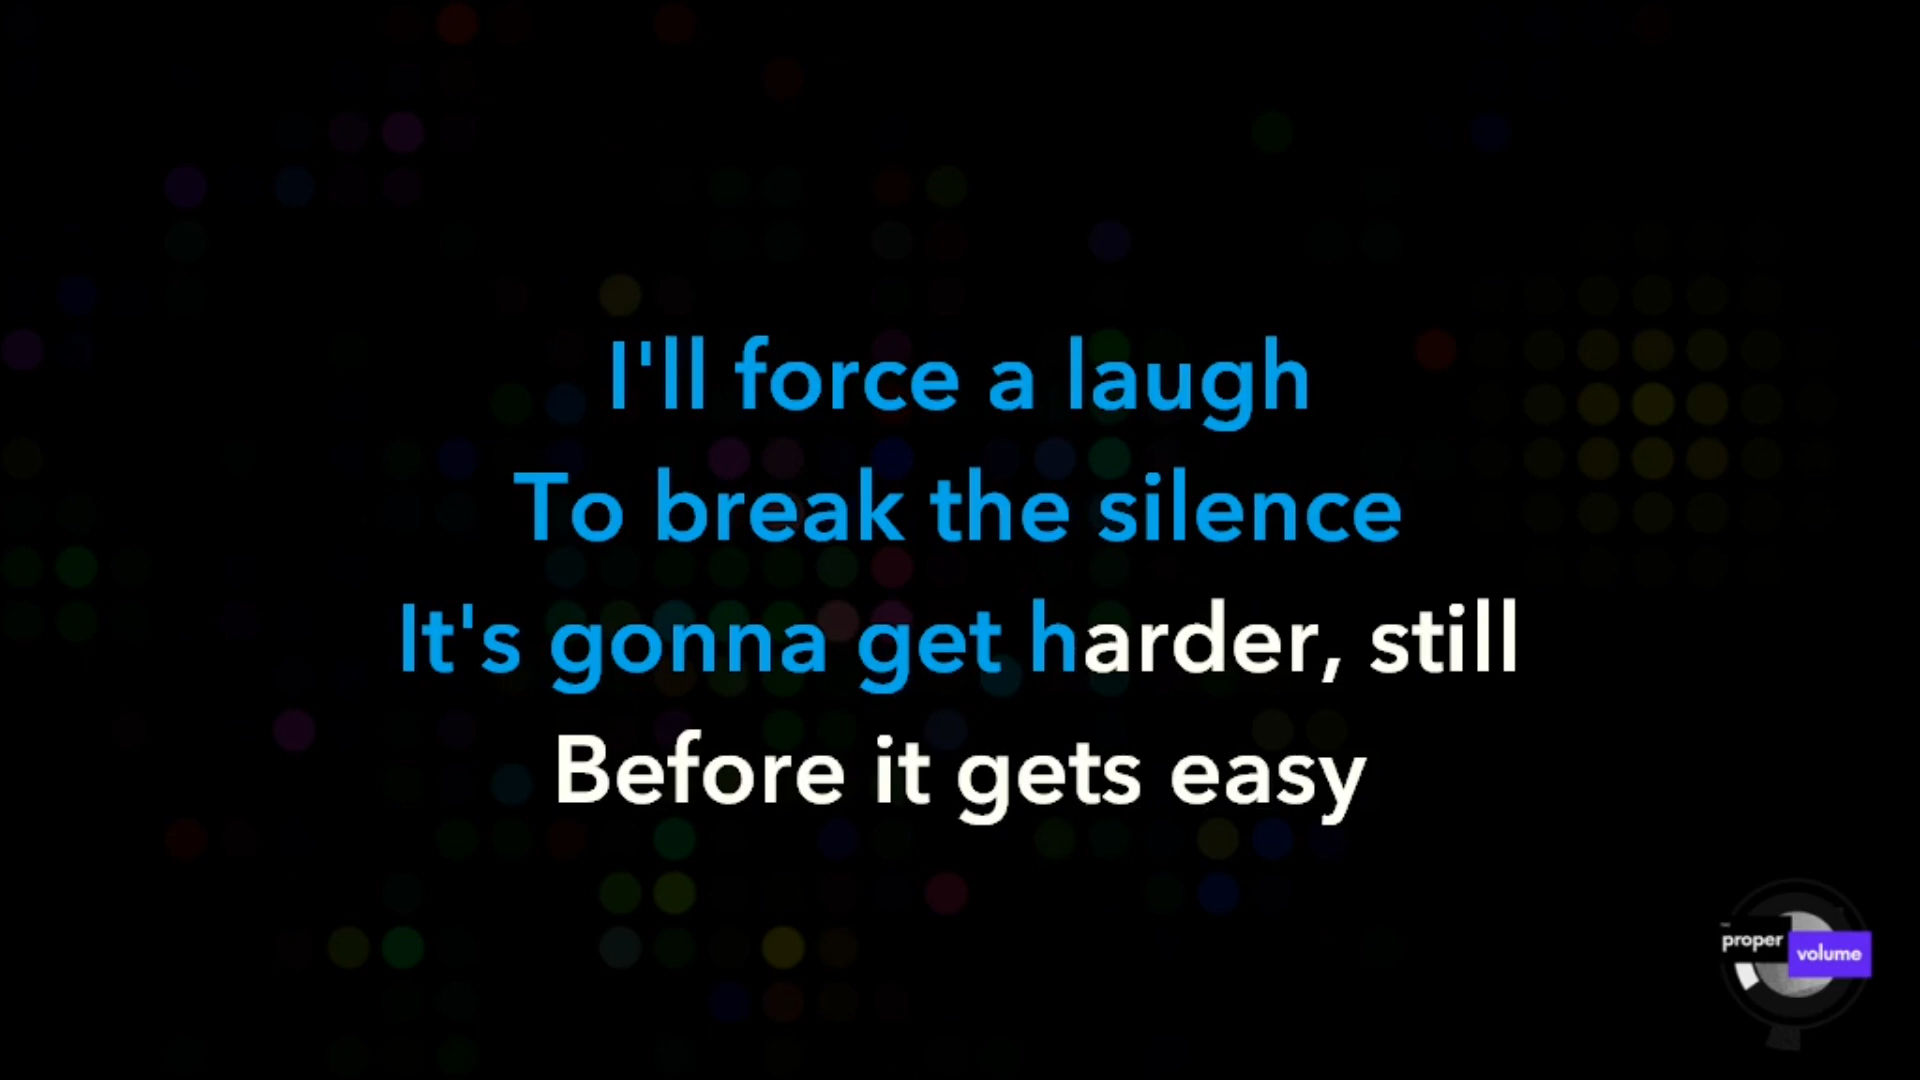 I'll force a laugh
To break the silence
It's gonna get harder, still
Before it gets easy
proper
volume